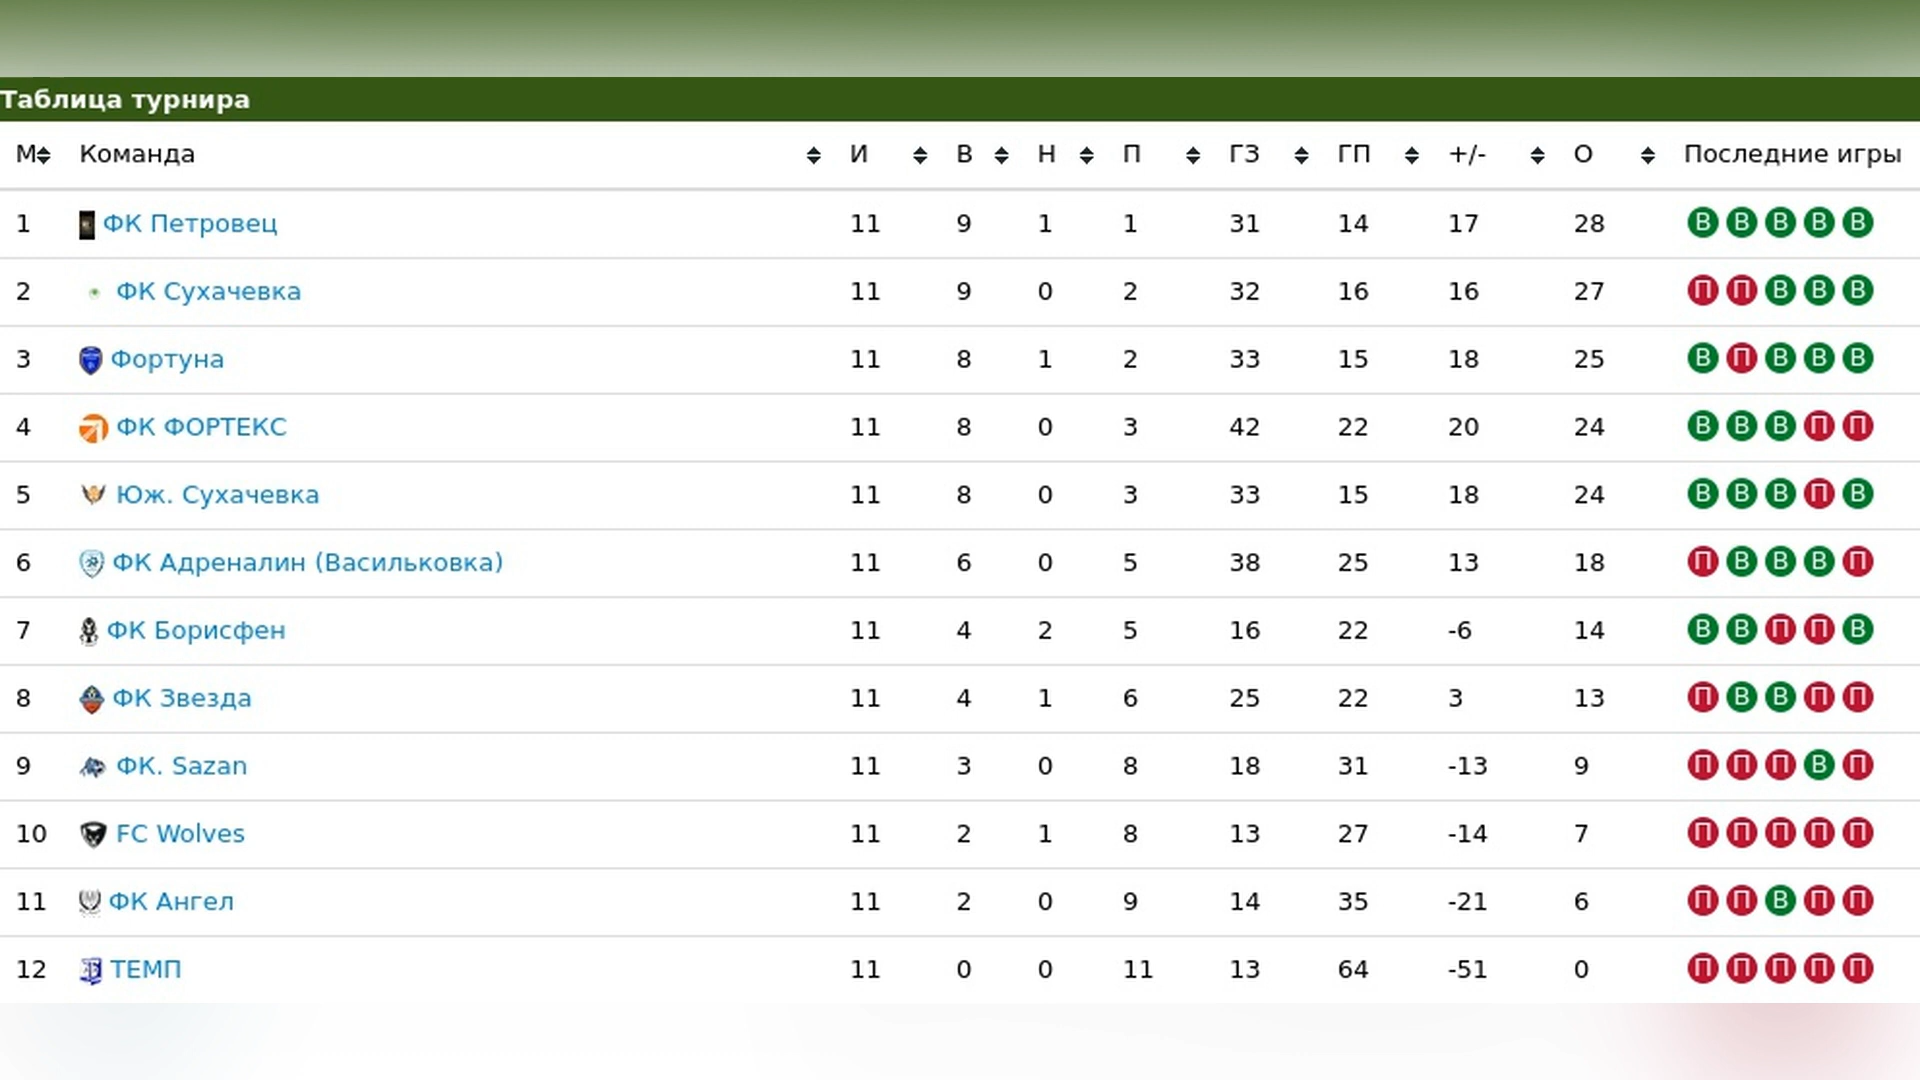 Таблица турнира
М Команда И В Н П ГЗ ГП +/- О Последние игры
1 ФК Петровец 11 9 1 1 31 14 17 28 В В В В В
2 ФК Сухачевка 11 9 0 2 32 16 16 27 П П В В В
3 Фортуна 11 8 1 2 33 15 18 25 В П В В В
4 ФК ФОРТЕКС 11 8 0 3 42 22 20 24 В В В П П
5 Юж. Сухачевка 11 8 0 3 33 15 18 24 В В В П В
6 ФК Адреналин (Васильковка) 11 6 0 5 38 25 13 18 П В В В П
7 ФК Борисфен 11 4 2 5 16 22 -6 14 В В П П В
8 ФК Звезда 11 4 1 6 25 22 3 13 П В В П П
9 ФК. Sazan 11 3 0 8 18 31 -13 9 П П П В П
10 FC Wolves 11 2 1 8 13 27 -14 7 П П П П П
11 ФК Ангел 11 2 0 9 14 35 -21 6 П П В П П
12 ТЕМП 11 0 0 11 13 64 -51 0 П П П П П